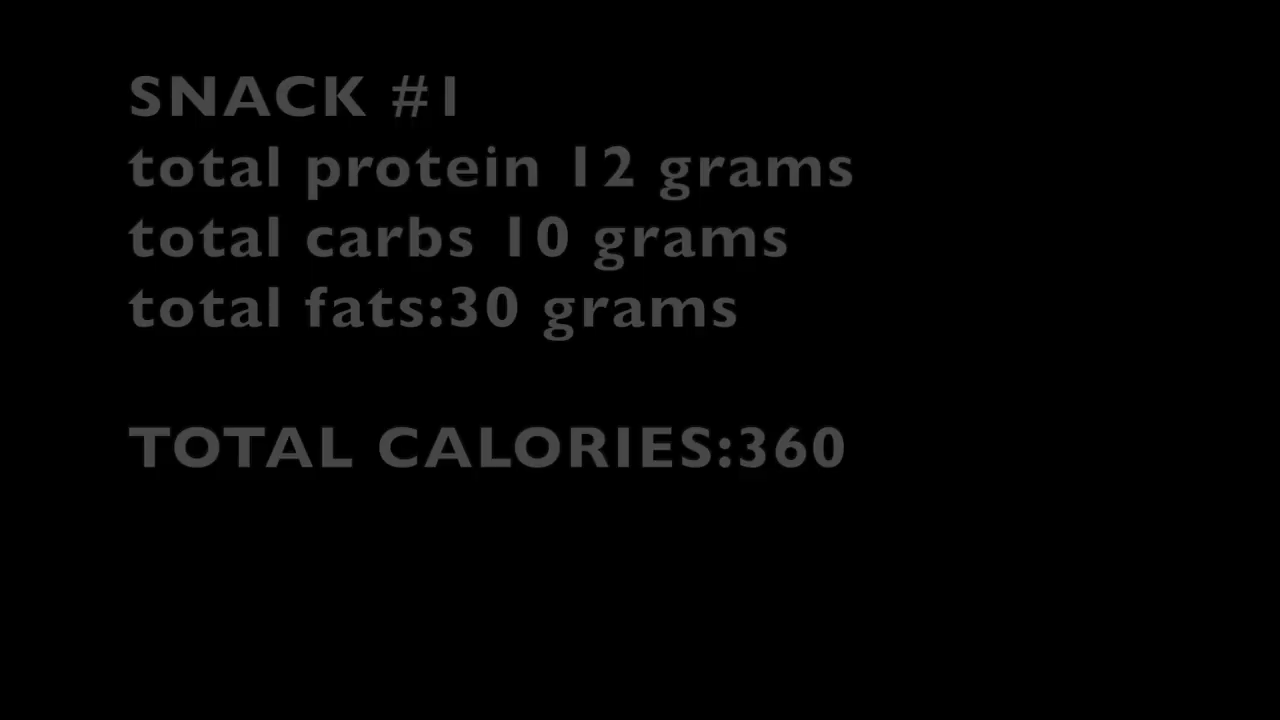 SNACK #1
total protein 12 grams
total carbs 10 grams
total fats:30 grams
TOTAL CALORIES:360